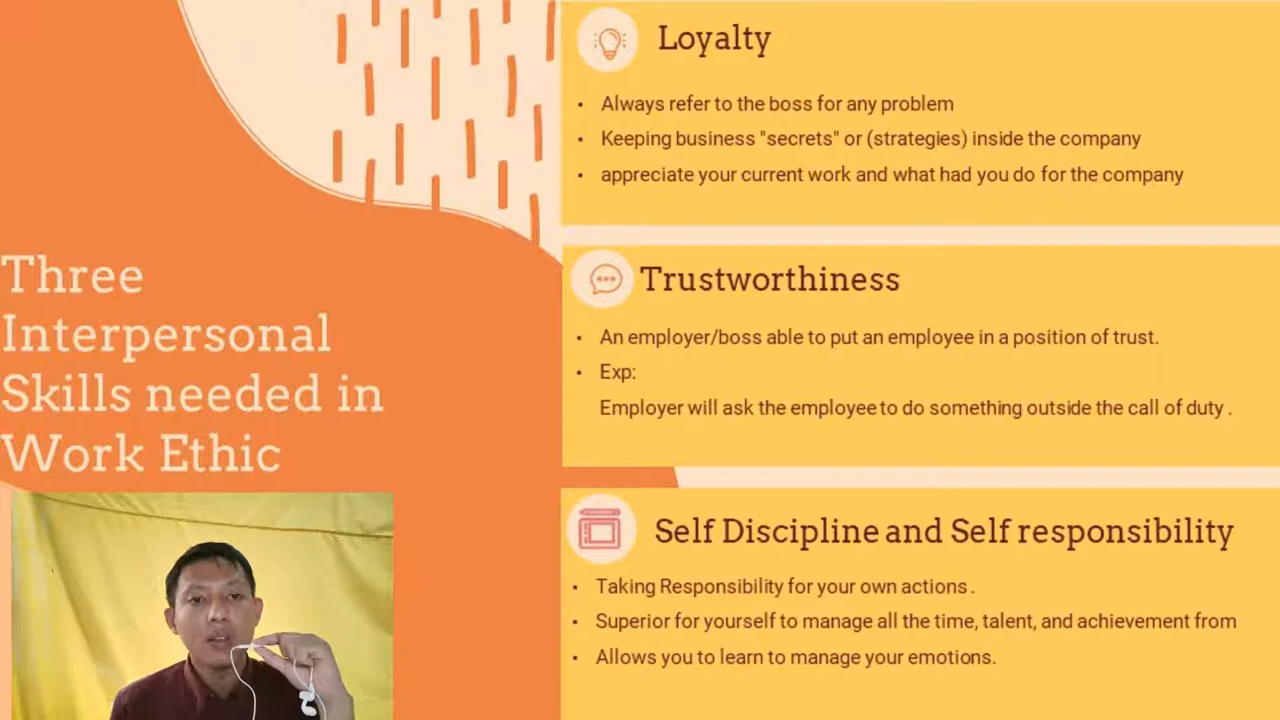 Three
Interpersonal
Skills needed in
Work Ethic
Loyalty
• Always refer to the boss for any problem
• Keeping business "secrets" or (strategies) inside the company
• appreciate your current work and what had you do for the company
Trustworthiness
• An employer/boss able to put an employee in a position of trust.
• Exp:
Employer will ask the employee to do something outside the call of duty .
Self Discipline and Self responsibility
• Taking Responsibility for your own actions .
• Superior for yourself to manage all the time, talent, and achievement from
• Allows you to learn to manage your emotions.